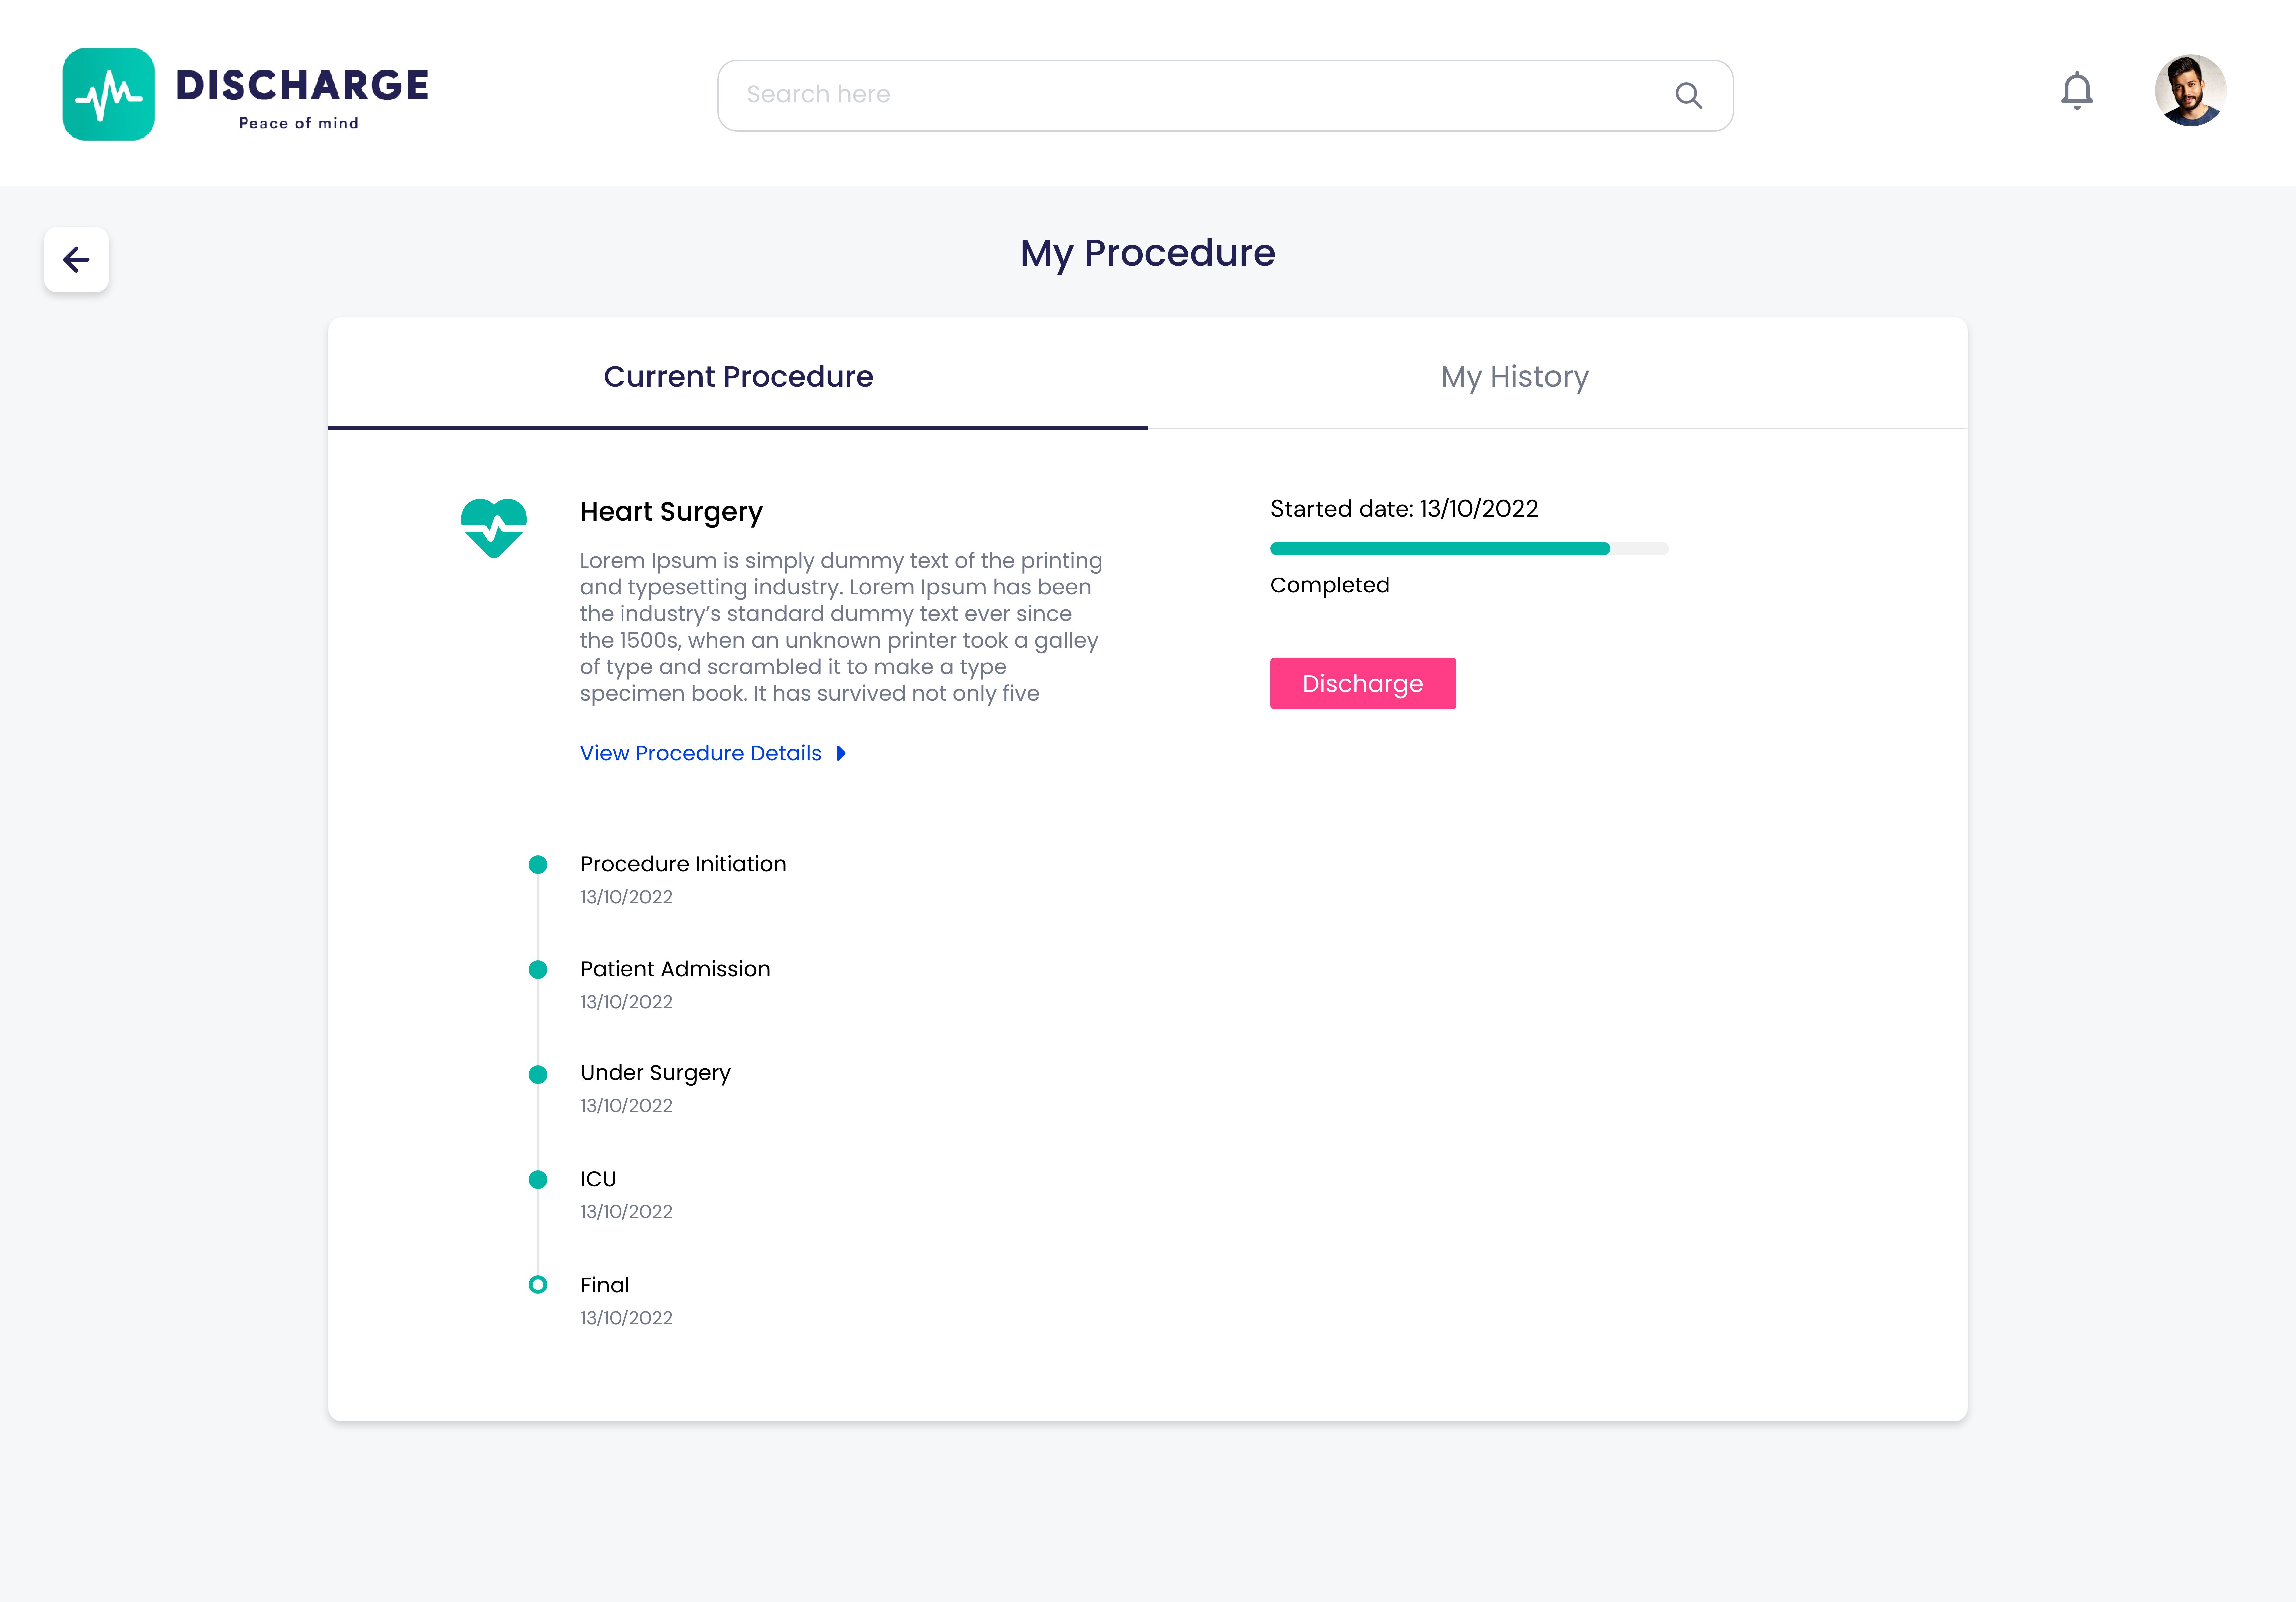 DISCHARGE
Peace of mind
Search here
My Procedure
Current Procedure
My History
Heart Surgery
Lorem Ipsum is simply dummy text of the printing
and typesetting industry. Lorem Ipsum has been
the industry’s standard dummy text ever since
the 1500s, when an unknown printer took a galley
of type and scrambled it to make a type
specimen book. It has survived not only five
View Procedure Details
Started date: 13/10/2022
Completed
Discharge
Procedure Initiation
13/10/2022
Patient Admission
13/10/2022
Under Surgery
13/10/2022
ICU
13/10/2022
Final
13/10/2022